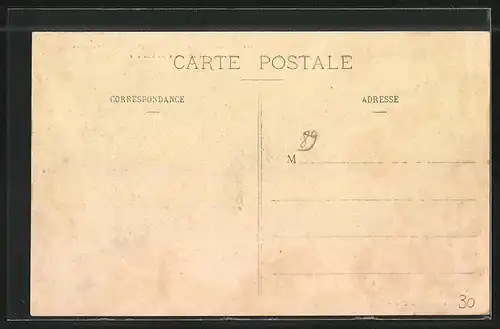 CARTE POSTALE
CORRESPONDANCE
ADRESSE
89
M
30